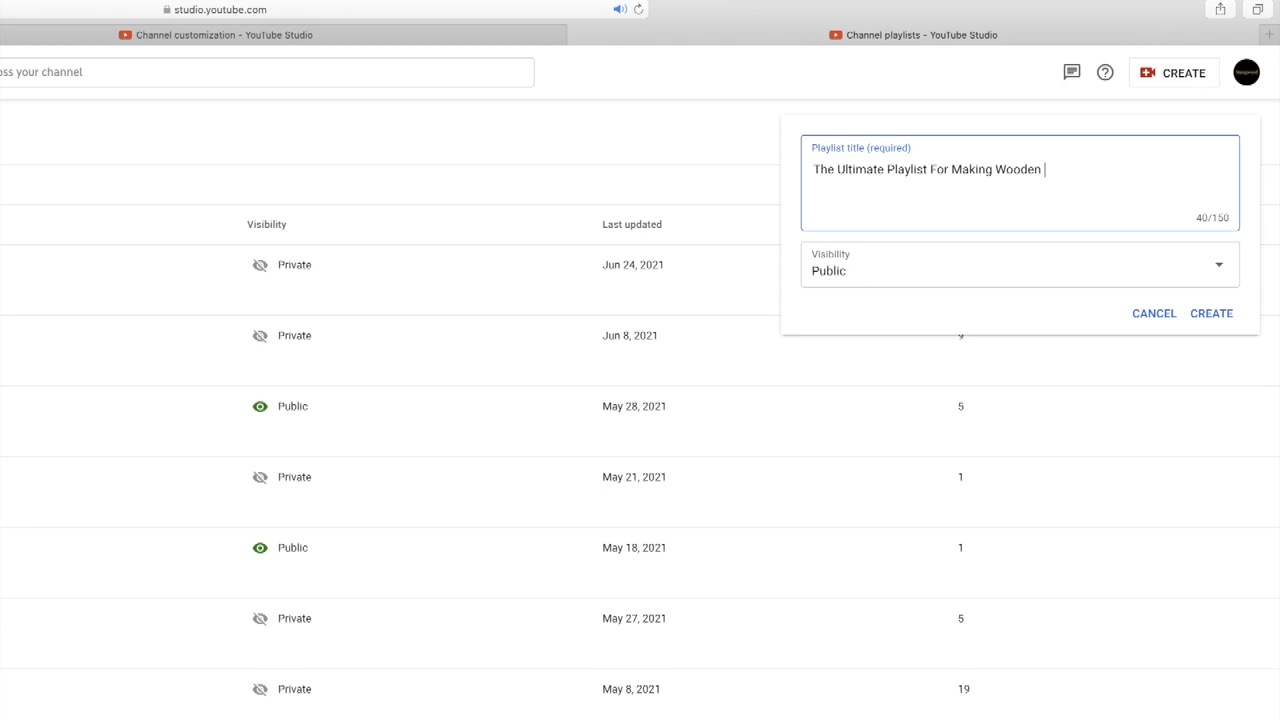 studio.youtube.com
Channel customization - YouTube Studio
Channel playlists - YouTube Studio
oss your channel
CREATE
Playlist title (required)
The Ultimate Playlist For Making Wooden
40/150
Visibility
Public
CANCEL CREATE
Visibility Last updated
Private Jun 24, 2021
Private Jun 8, 2021 9
Public May 28, 2021 5
Private May 21, 2021 1
Public May 18, 2021 1
Private May 27, 2021 5
Private May 8, 2021 19